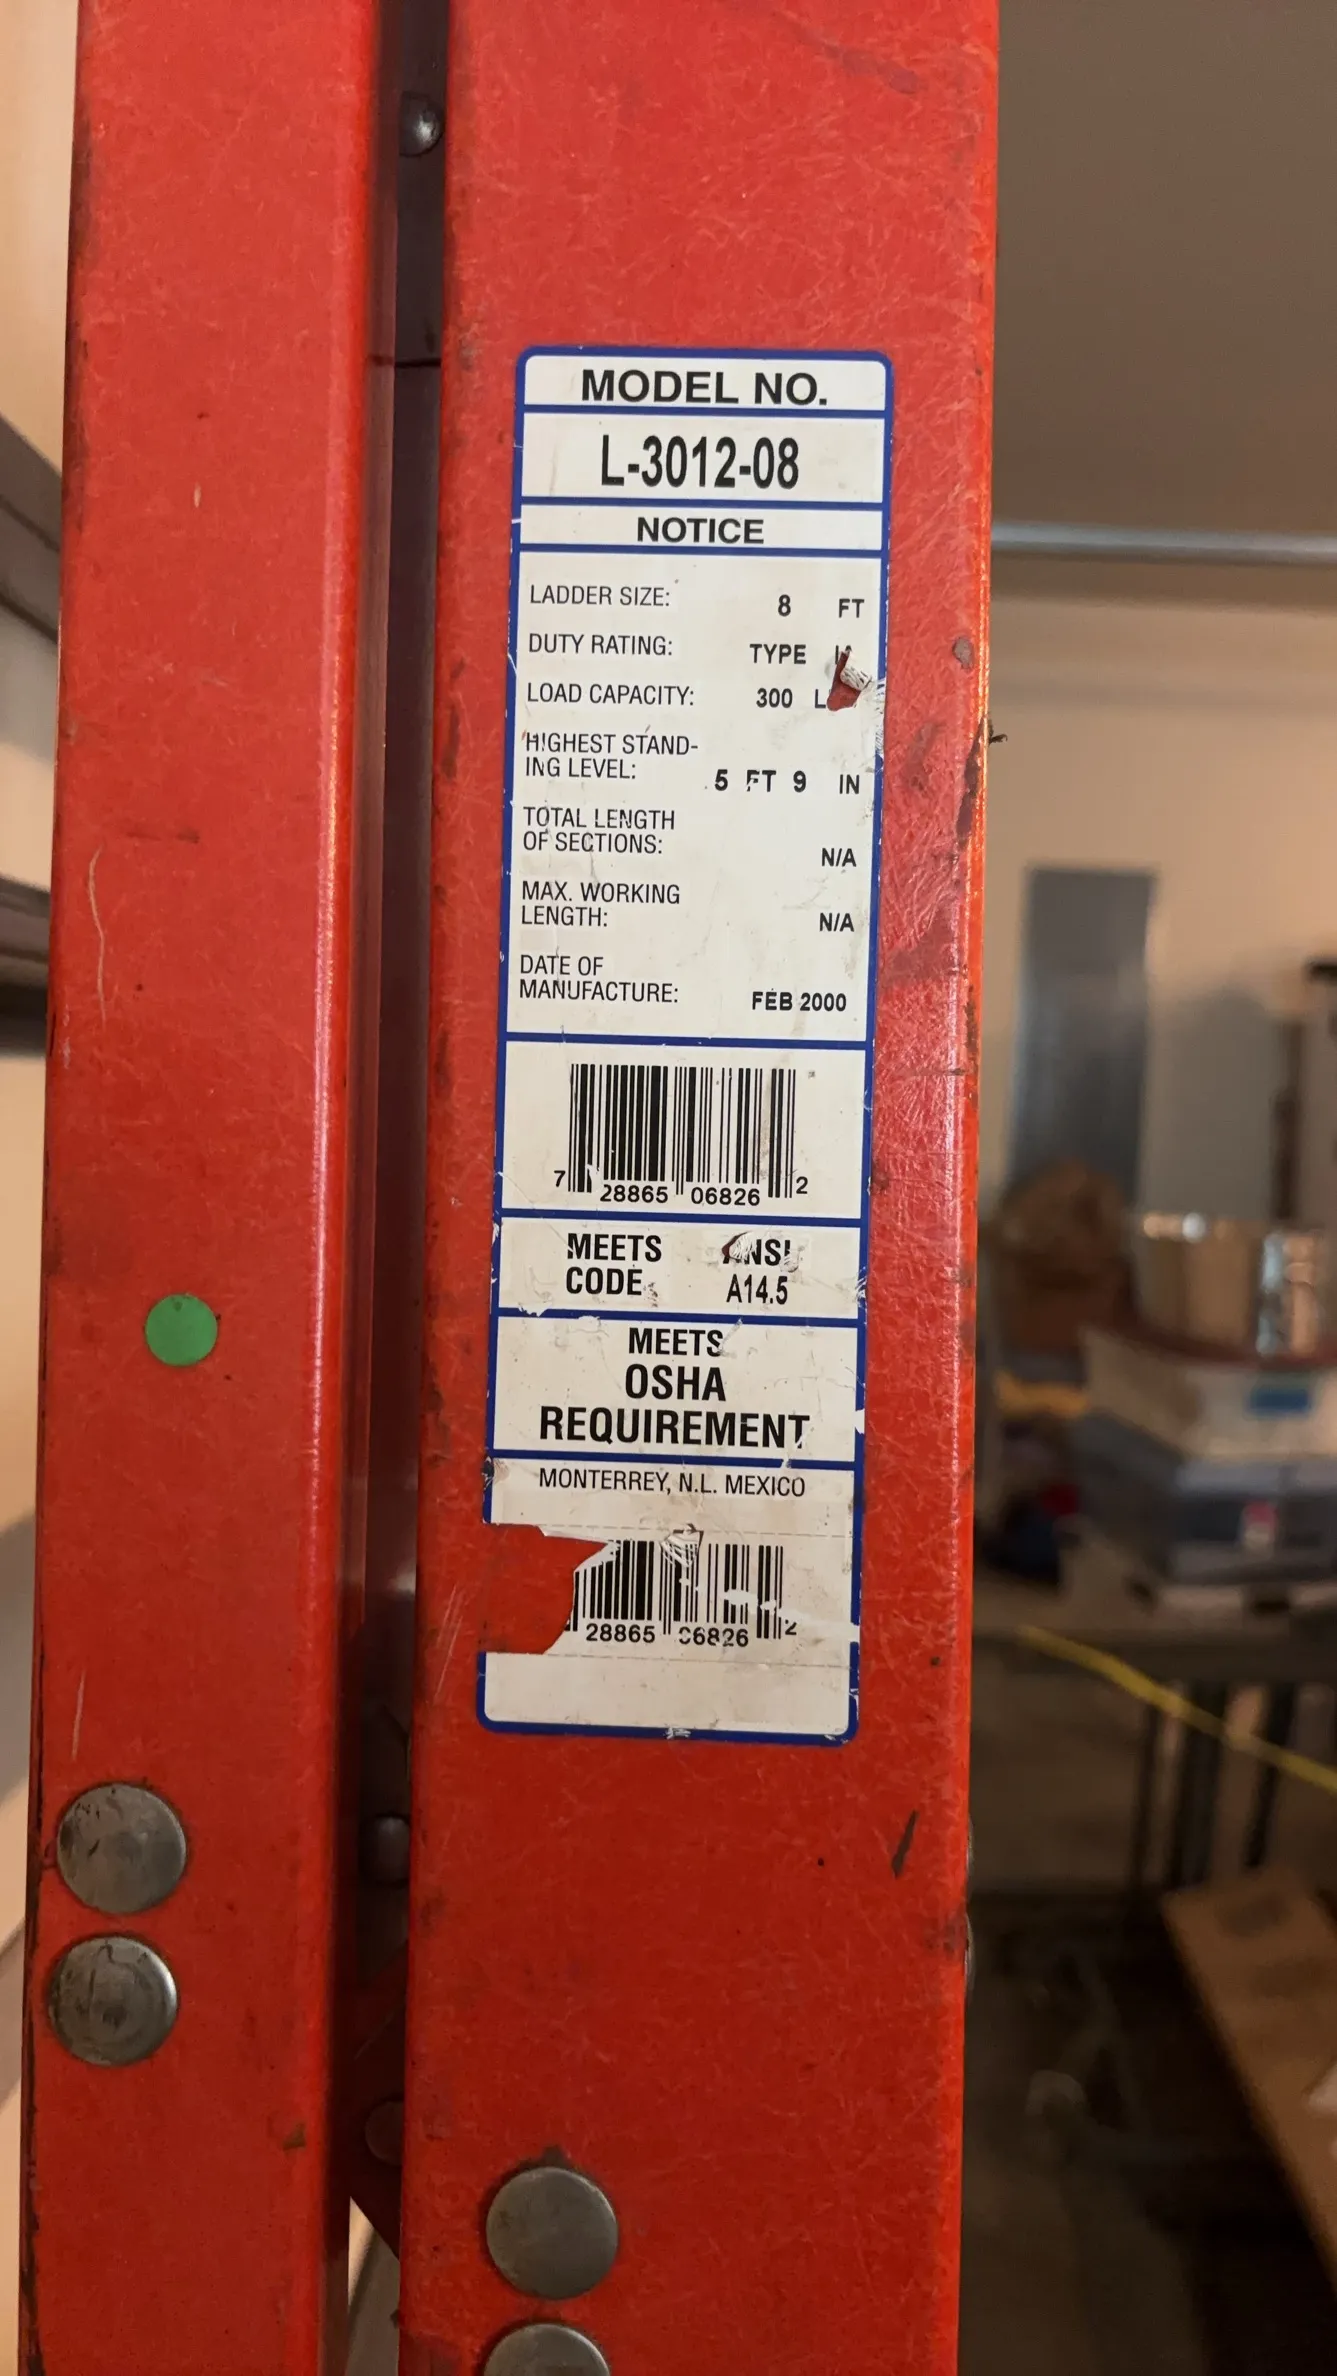 MODEL NO.
L-3012-08
NOTICE
LADDER SIZE: 8 FT
DUTY RATING: TYPE
LOAD CAPACITY: 300
HIGHEST STAND-
ING LEVEL: 5 FT 9 IN
TOTAL LENGTH
OF SECTIONS: N/A
MAX. WORKING
LENGTH: N/A
DATE OF
MANUFACTURE: FEB 2000
7 28865 06826 2
MEETS ANSI
CODE A14.5
MEETS
OSHA
REQUIREMENT
MONTERREY, N.L. MEXICO
28865 06826 2